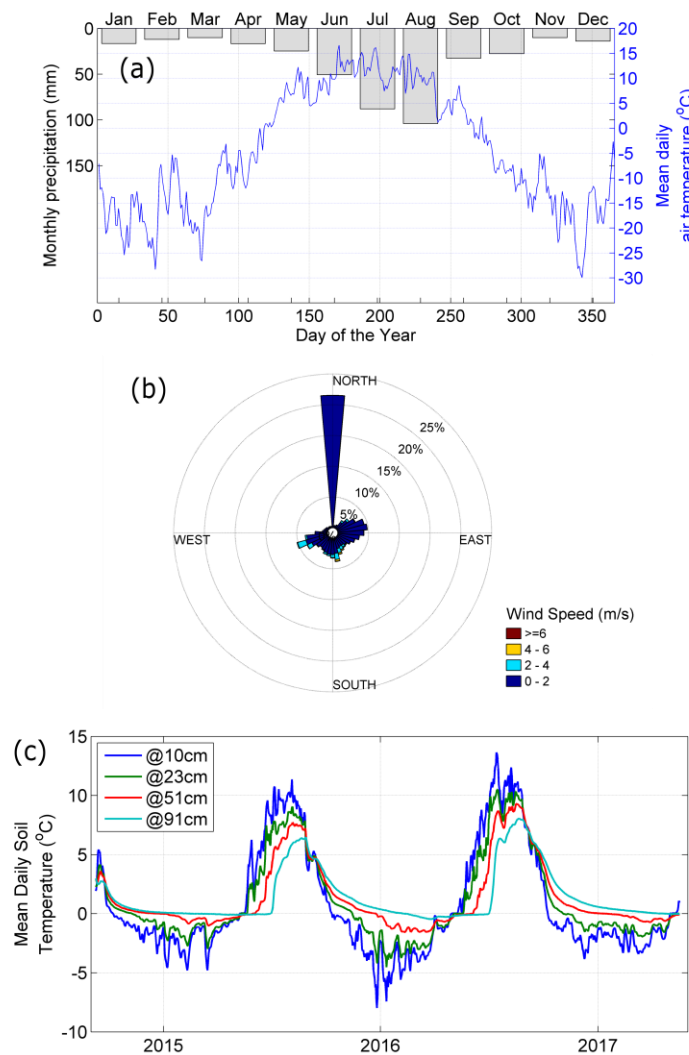 Jan Feb Mar Apr May Jun Jul Aug Sep Oct Nov Dec
(a)
Monthly precipitation (mm)
0
50
100
150
20
15
10
5
0
-5
-10
-15
-20
-25
-30
Mean daily
air temperature (⁰C)
0 50 100 150 200 250 300 350
Day of the Year
(b)
NORTH
25%
20%
15%
10%
5%
WEST
EAST
SOUTH
Wind Speed (m/s)
>=6
4 - 6
2 - 4
0 - 2
(c)
Mean Daily Soil
Temperature (⁰C)
15
10
5
0
-5
-10
@10cm
@23cm
@51cm
@91cm
2015 2016 2017